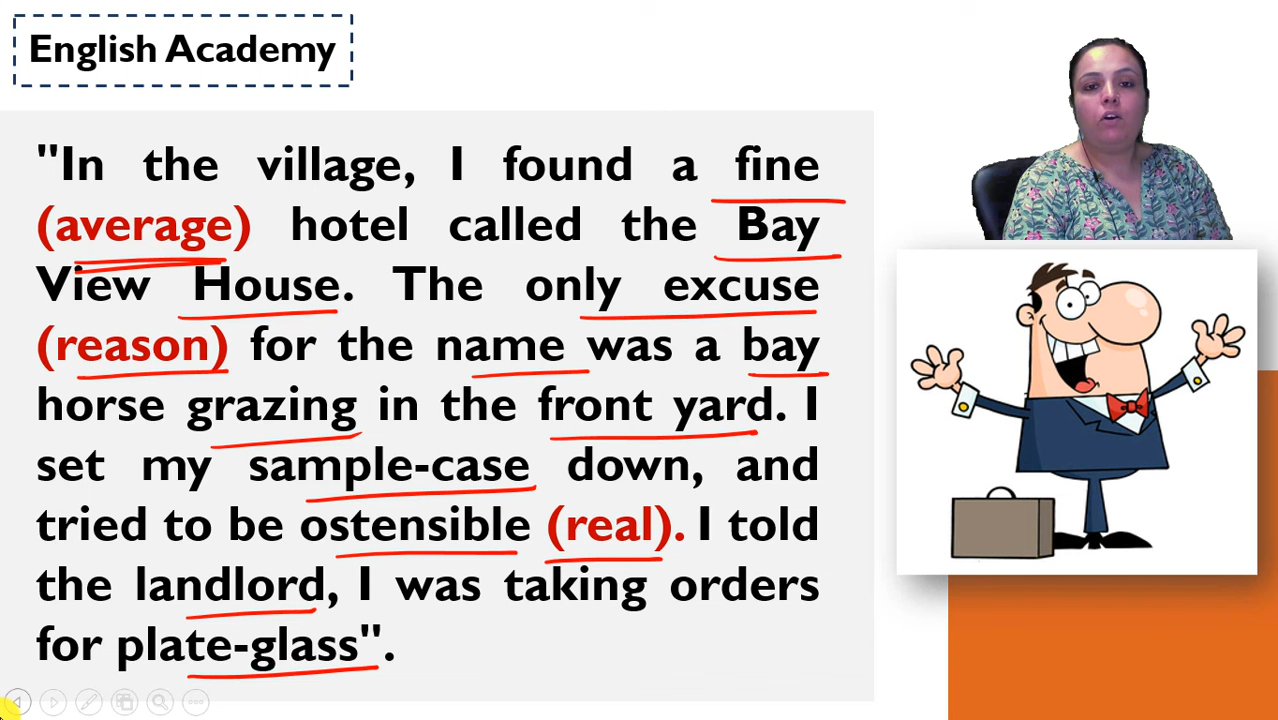 English Academy
"In the village, I found a fine
(average) hotel called the Bay
View House. The only excuse
(reason) for the name was a bay
horse grazing in the front yard. I
set my sample-case down, and
tried to be ostensible (real). I told
the landlord, I was taking orders
for plate-glass".